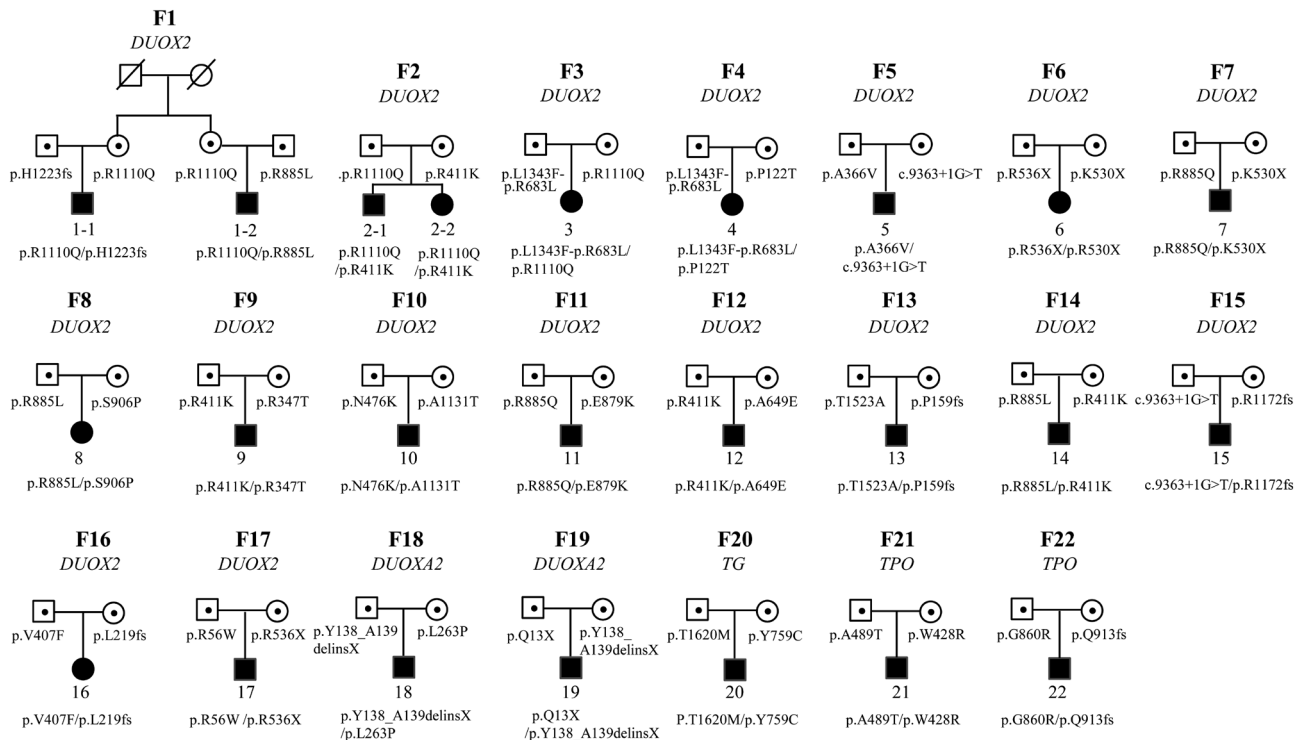 F1
DUOX2
p.H1223fs
p.R1110Q
p.R1110Q
p.R885L
1-1
1-2
p.R1110Q/p.H1223fs
p.R1110Q/p.R885L
F2
DUOX2
.p.R1110Q
p.R411K
2-1
2-2
p.R1110Q
/p.R411K
p.R1110Q
/p.R411K
F3
DUOX2
p.L1343F-
p.R683L
p.R1110Q
3
p.L1343F-p.R683L/
p.R1110Q
F4
DUOX2
p.L1343F-
p.R683L
p.P122T
4
p.L1343F-p.R683L/
p.P122T
F5
DUOX2
p.A366V
c.9363+1G>T
5
p.A366V/
c.9363+1G>T
F6
DUOX2
p.R536X
p.K530X
6
p.R536X/p.R530X
F7
DUOX2
p.R885Q
p.K530X
7
p.R885Q/p.K530X
F8
DUOX2
p.R885L
p.S906P
8
p.R885L/p.S906P
F9
DUOX2
p.R411K
p.R347T
9
p.R411K/p.R347T
F10
DUOX2
p.N476K
p.A1131T
10
p.N476K/p.A1131T
F11
DUOX2
p.R885Q
p.E879K
11
p.R885Q/p.E879K
F12
DUOX2
p.R411K
p.A649E
12
p.R411K/p.A649E
F13
DUOX2
p.T1523A
p.P159fs
13
p.T1523A/p.P159fs
F14
DUOX2
p.R885L
p.R411K
14
p.R885L/p.R411K
F15
DUOX2
c.9363+1G>T
p.R1172fs
15
c.9363+1G>T/p.R1172fs
F16
DUOX2
p.V407F
p.L219fs
16
p.V407F/p.L219fs
F17
DUOX2
p.R56W
p.R536X
17
p.R56W /p.R536X
F18
DUOXA2
p.Y138_A139
delinsX
p.L263P
18
p.Y138_A139delinsX
/p.L263P
F19
DUOXA2
p.Q13X
p.Y138_
A139delinsX
19
p.Q13X
/p.Y138_A139delinsX
F20
TG
p.T1620M
p.Y759C
20
P.T1620M/p.Y759C
F21
TPO
p.A489T
p.W428R
21
p.A489T/p.W428R
F22
TPO
p.G860R
p.Q913fs
22
p.G860R/p.Q913fs